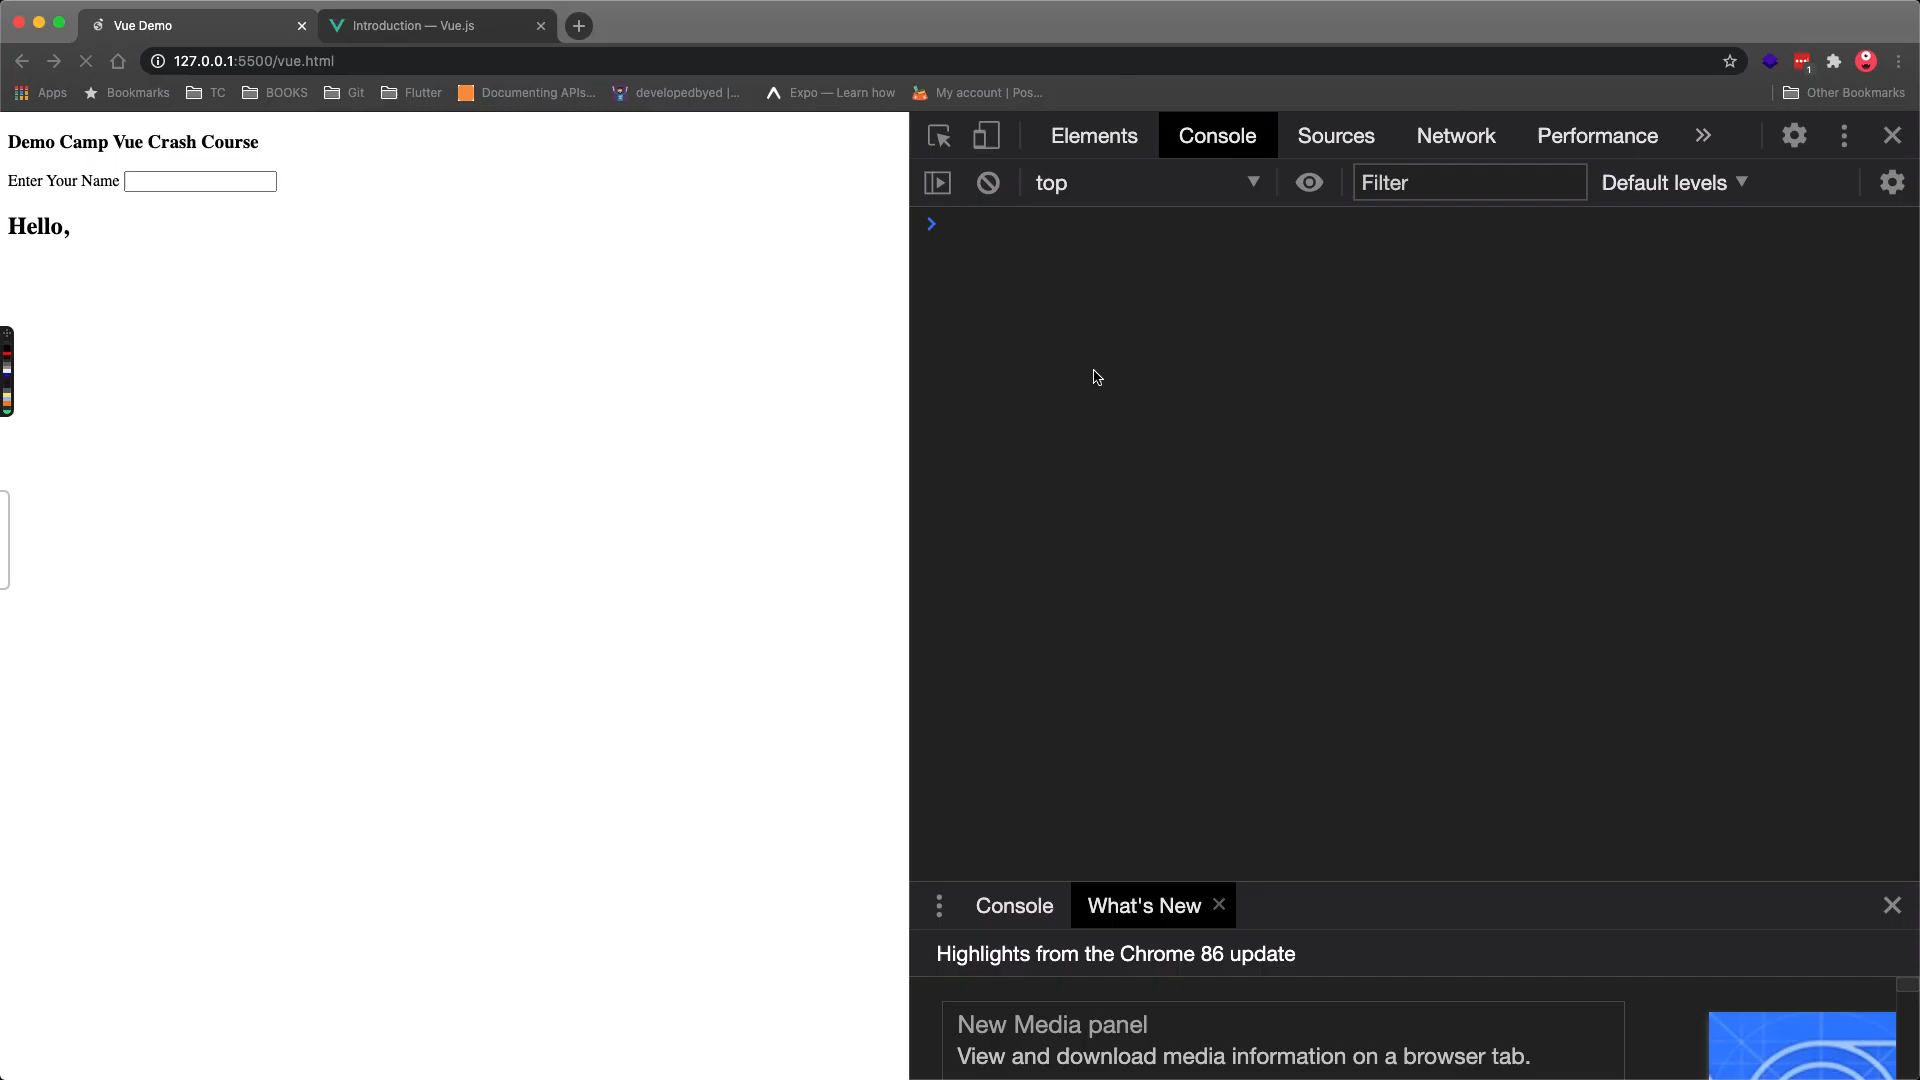 Vue Demo
Introduction — Vue.js
127.0.0.1:5500/vue.html
Apps Bookmarks TC BOOKS Git Flutter Documenting APIs... developedbyed |... Expo — Learn how My account | Pos... Other Bookmarks
Demo Camp Vue Crash Course
Enter Your Name
Hello,
Elements Console Sources Network Performance
top Filter Default levels
Console What's New
Highlights from the Chrome 86 update
New Media panel
View and download media information on a browser tab.